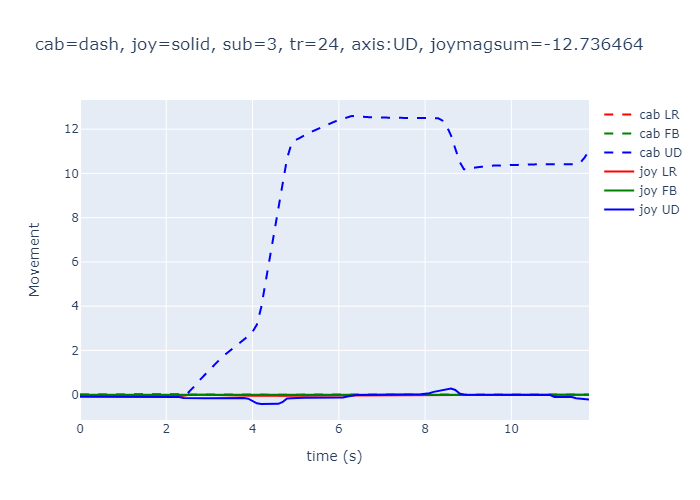 cab=dash, joy=solid, sub=3, tr=24, axis:UD, joymagsum=-12.736464
12
10
8
6
4
2
0
Movement
0 2 4 6 8 10
time (s)
cab LR
cab FB
cab UD
joy LR
joy FB
joy UD